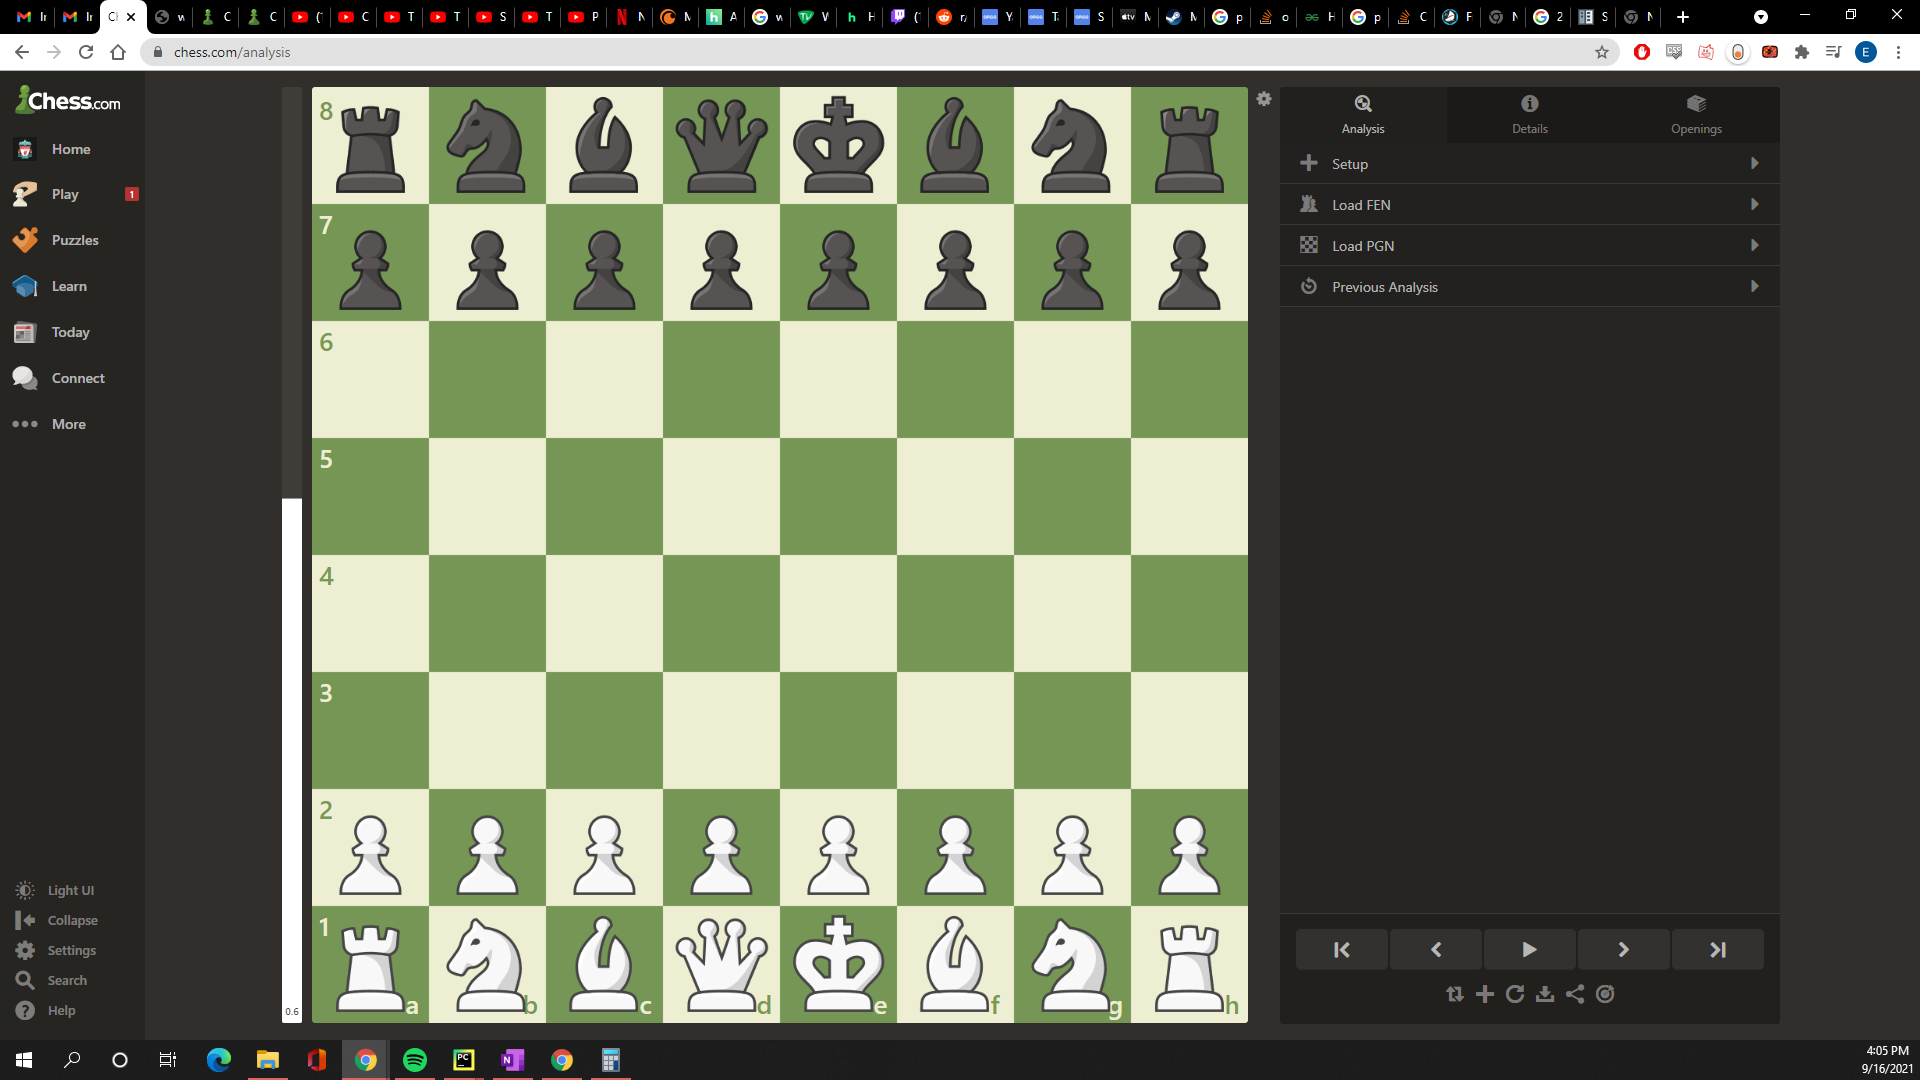 chess.com/analysis
E
Chess.com
Home
Play
1
Puzzles
Learn
Today
Connect
More
Light UI
Collapse
Settings
Search
Help
0.6
8
7
6
5
4
3
2
1
a b c d e f g h
Analysis
Details
Openings
Setup
Load FEN
Load PGN
Previous Analysis
4:05 PM
9/16/2021